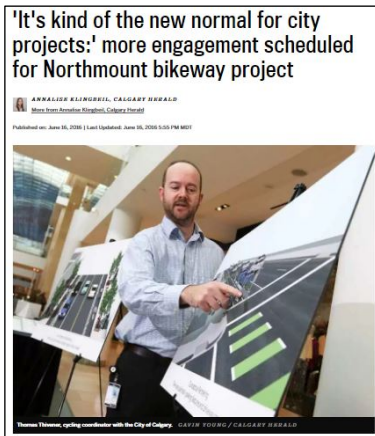 'It's kind of the new normal for city
projects:' more engagement scheduled
for Northmount bikeway project
ANNALISE KLINGBEIL, CALGARY HERALD
More from Annalise Klingbeil, Calgary Herald
Published on: June 16, 2016 | Last Updated: June 16, 2016 5:55 PM MDT
Thomas Thivener, cycling coordinator with the City of Calgary. GAVIN YOUNG / CALGARY HERALD